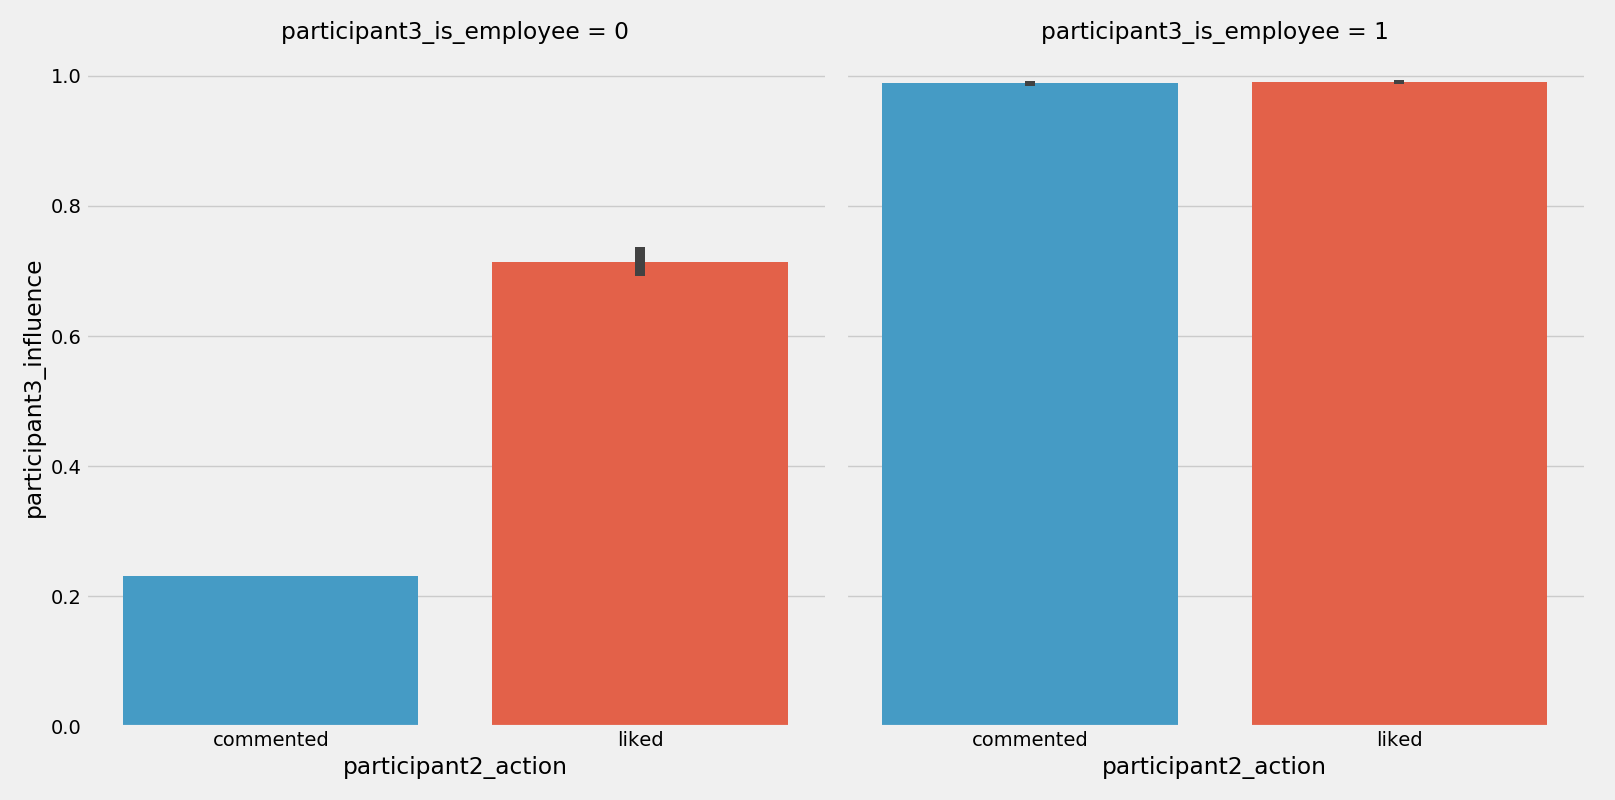 participant3_is_employee = 0
participant3_is_employee = 1
participant3_influence
1.0
0.8
0.6
0.4
0.2
0.0
commented
liked
commented
liked
participant2_action
participant2_action